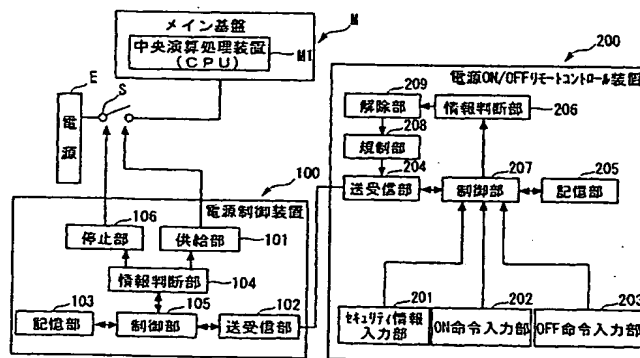 メイン基盤
M
中央演算処理装置
(CPU)
M1
200
E
S
電源
電源ON/OFFリモートコントロール装置
209
解除部
情報判断部
206
208
規制部
204
207
205
送受信部
制御部
記憶部
100
電源制御装置
106
停止部
供給部
101
情報判断部
104
103
105
102
記憶部
制御部
送受信部
201
202
203
セキュリティ情報
入力部
ON命令入力部
OFF命令入力部